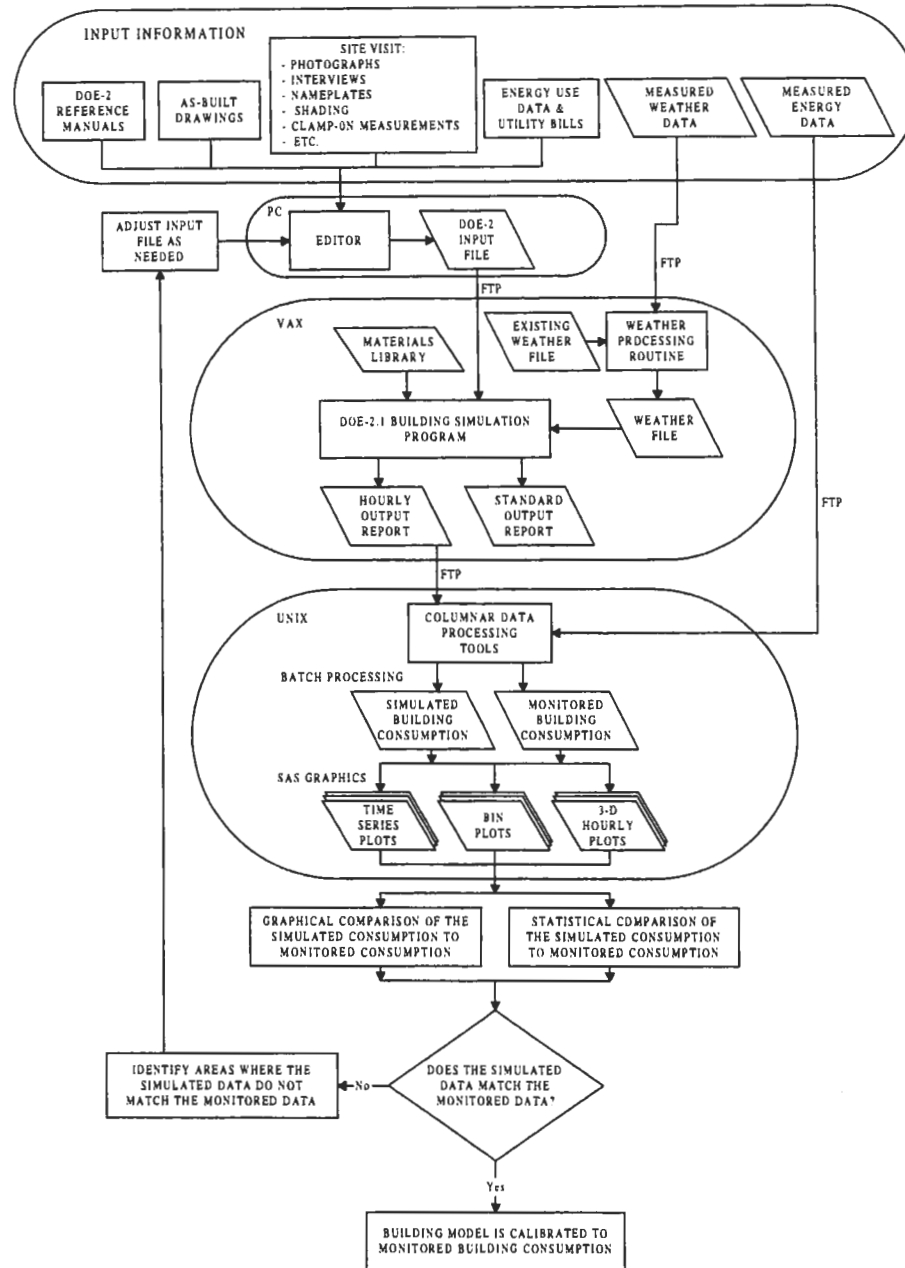 INPUT INFORMATION
DOE-2
REFERENCE
MANUALS
AS-BUILT
DRAWINGS
SITE VISIT:
- PHOTOGRAPHS
- INTERVIEWS
- NAMEPLATES
- SHADING
- CLAMP-ON MEASUREMENTS
- ETC.
ENERGY USE
DATA &
UTILITY BILLS
MEASURED
WEATHER
DATA
MEASURED
ENERGY
DATA
ADJUST INPUT
FILE AS
NEEDED
PC
EDITOR
DOE-2
INPUT
FILE
FTP
FTP
VAX
MATERIALS
LIBRARY
EXISTING
WEATHER
FILE
WEATHER
PROCESSING
ROUTINE
DOE-2.1 BUILDING SIMULATION
PROGRAM
WEATHER
FILE
HOURLY
OUTPUT
REPORT
STANDARD
OUTPUT
REPORT
FTP
FTP
UNIX
COLUMNAR DATA
PROCESSING
TOOLS
BATCH PROCESSING
SIMULATED
BUILDING
CONSUMPTION
MONITORED
BUILDING
CONSUMPTION
SAS GRAPHICS
TIME
SERIES
PLOTS
BIN
PLOTS
3-D
HOURLY
PLOTS
GRAPHICAL COMPARISON OF THE
SIMULATED CONSUMPTION TO
MONITORED CONSUMPTION
STATISTICAL COMPARISON OF
THE SIMULATED CONSUMPTION
TO MONITORED CONSUMPTION
IDENTIFY AREAS WHERE THE
SIMULATED DATA DO NOT
MATCH THE MONITORED DATA
No
DOES THE SIMULATED
DATA MATCH THE
MONITORED DATA?
Yes
BUILDING MODEL IS CALIBRATED TO
MONITORED BUILDING CONSUMPTION